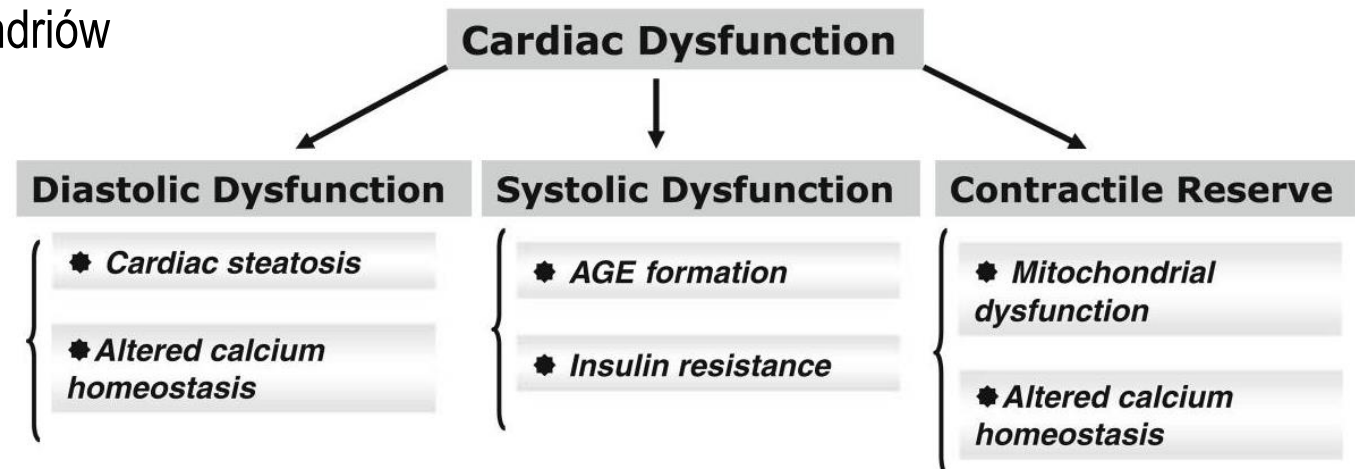 Cardiac Dysfunction
Diastolic Dysfunction
Cardiac steatosis
Altered calcium
homeostasis
Systolic Dysfunction
AGE formation
Insulin resistance
Contractile Reserve
Mitochondrial
dysfunction
Altered calcium
homeostasis